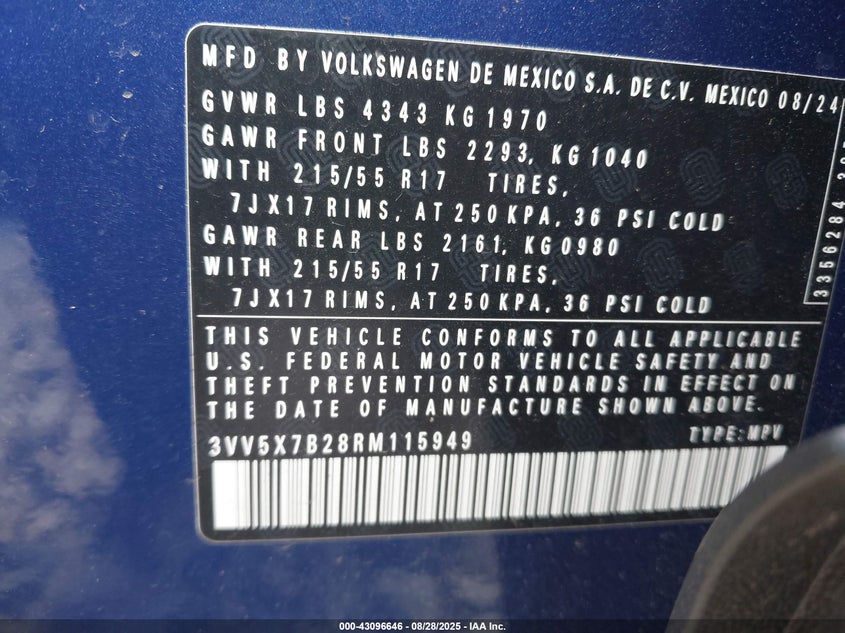 MFD BY VOLKSWAGEN DE MEXICO S.A. DE C.V. MEXICO 08/24
GVWR LBS 4343 KG 1970
GAWR FRONT LBS 2293, KG 1040
WITH 215/55 R17 TIRES,
7JX17 RIMS, AT 250 KPA, 36 PSI COLD
GAWR REAR LBS 2161, KG 0980
WITH 215/55 R17 TIRES,
7JX17 RIMS, AT 250 KPA, 36 PSI COLD
THIS VEHICLE CONFORMS TO ALL APPLICABLE
U.S. FEDERAL MOTOR VEHICLE SAFETY AND
THEFT PREVENTION STANDARDS IN EFFECT ON
THE DATE OF MANUFACTURE SHOWN ABOVE.
3VV5X7B28RM115949 TYPE: MPV
3356284
000-43096646 - 08/28/2025 - IAA Inc.